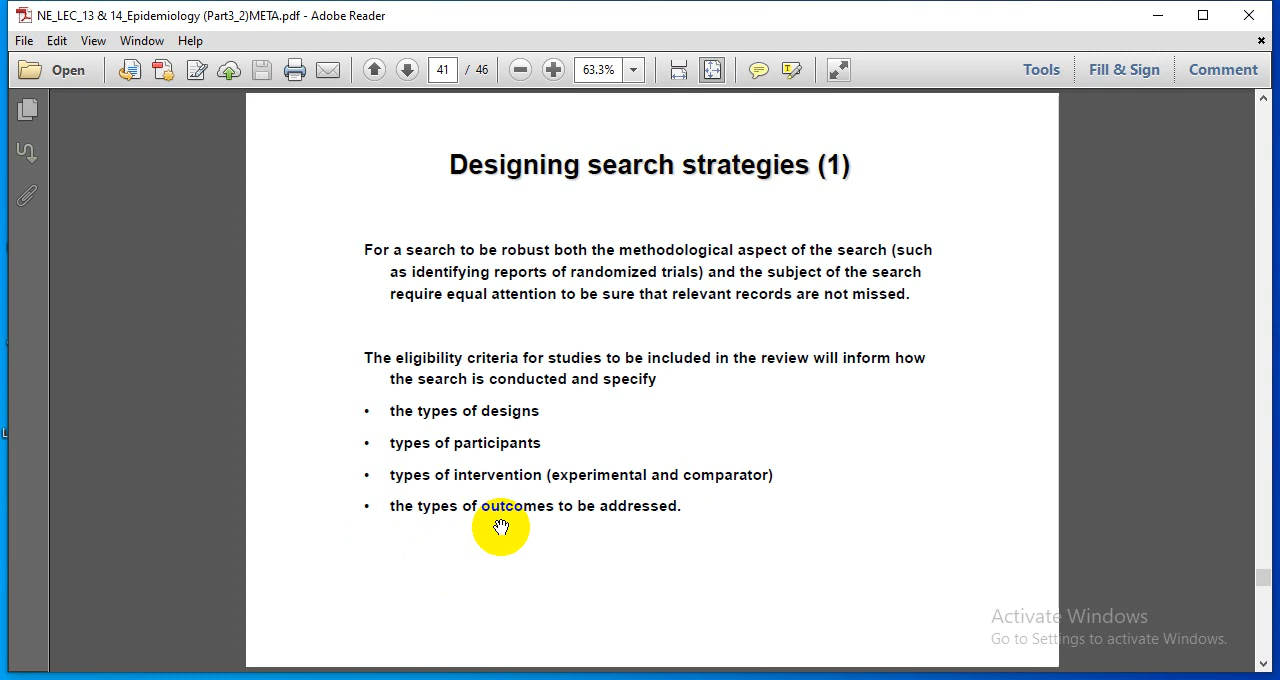 NE_LEC_13 & 14_Epidemiology (Part3_2)META.pdf - Adobe Reader
File Edit View Window Help
Open 41 / 46 63.3% Tools Fill & Sign Comment
Designing search strategies (1)
For a search to be robust both the methodological aspect of the search (such
as identifying reports of randomized trials) and the subject of the search
require equal attention to be sure that relevant records are not missed.
The eligibility criteria for studies to be included in the review will inform how
the search is conducted and specify
• the types of designs
• types of participants
• types of intervention (experimental and comparator)
• the types of outcomes to be addressed.
Activate Windows
Go to Settings to activate Windows.